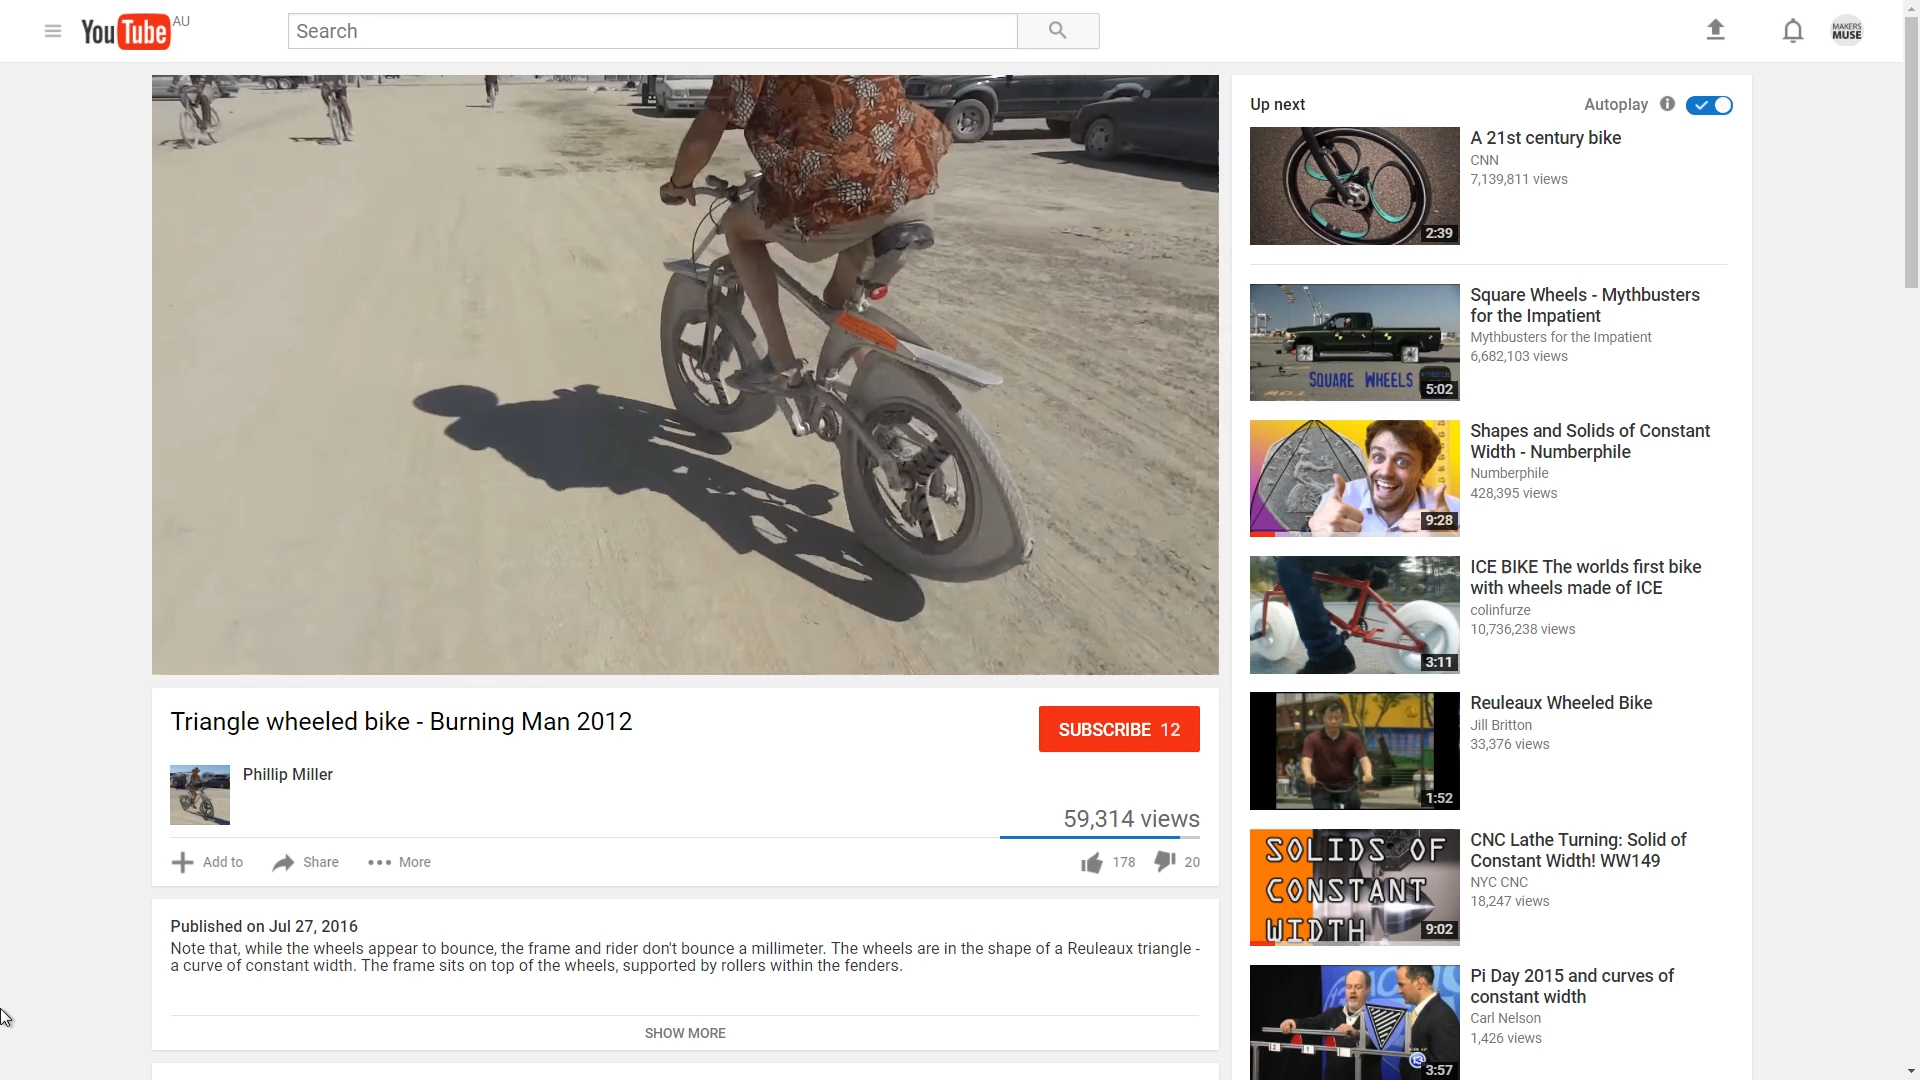 YouTube AU
Search
MAKERS
MUSE
Triangle wheeled bike - Burning Man 2012
SUBSCRIBE 12
Phillip Miller
59,314 views
Add to
Share
More
178
20
Published on Jul 27, 2016
Note that, while the wheels appear to bounce, the frame and rider don't bounce a millimeter. The wheels are in the shape of a Reuleaux triangle -
a curve of constant width. The frame sits on top of the wheels, supported by rollers within the fenders.
SHOW MORE
Up next
Autoplay
A 21st century bike
CNN
7,139,811 views
2:39
Square Wheels - Mythbusters
for the Impatient
Mythbusters for the Impatient
6,682,103 views
SQUARE WHEELS
5:02
Shapes and Solids of Constant
Width - Numberphile
Numberphile
428,395 views
9:28
ICE BIKE The worlds first bike
with wheels made of ICE
colinfurze
10,736,238 views
3:11
Reuleaux Wheeled Bike
Jill Britton
33,376 views
1:52
SOLIDS OF
CONSTANT
WIDTH
9:02
CNC Lathe Turning: Solid of
Constant Width! WW149
NYC CNC
18,247 views
Pi Day 2015 and curves of
constant width
Carl Nelson
1,426 views
3:57